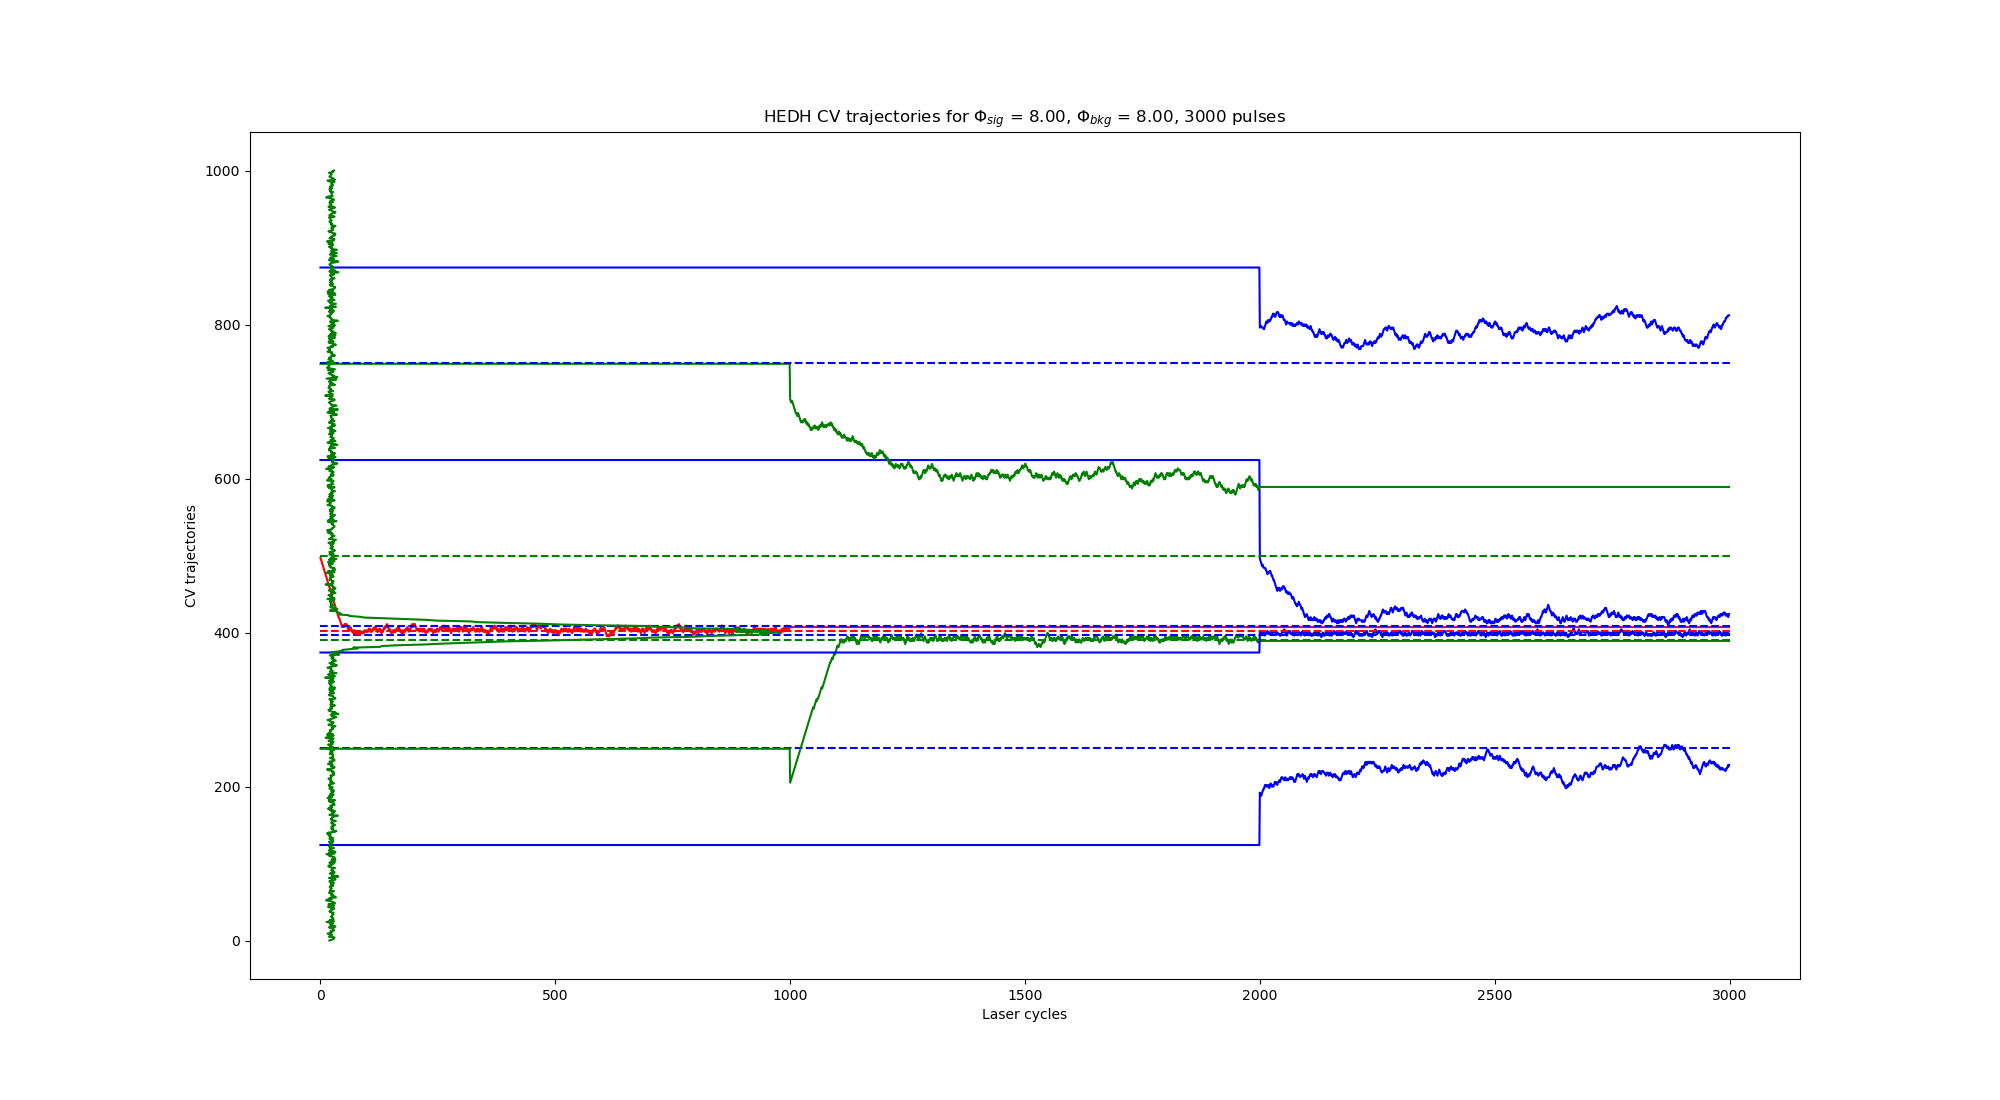 HEDH CV trajectories for Φsig = 8.00, Φbkg = 8.00, 3000 pulses
1000
800
600
400
200
0
CV trajectories
0 500 1000 1500 2000 2500 3000
Laser cycles